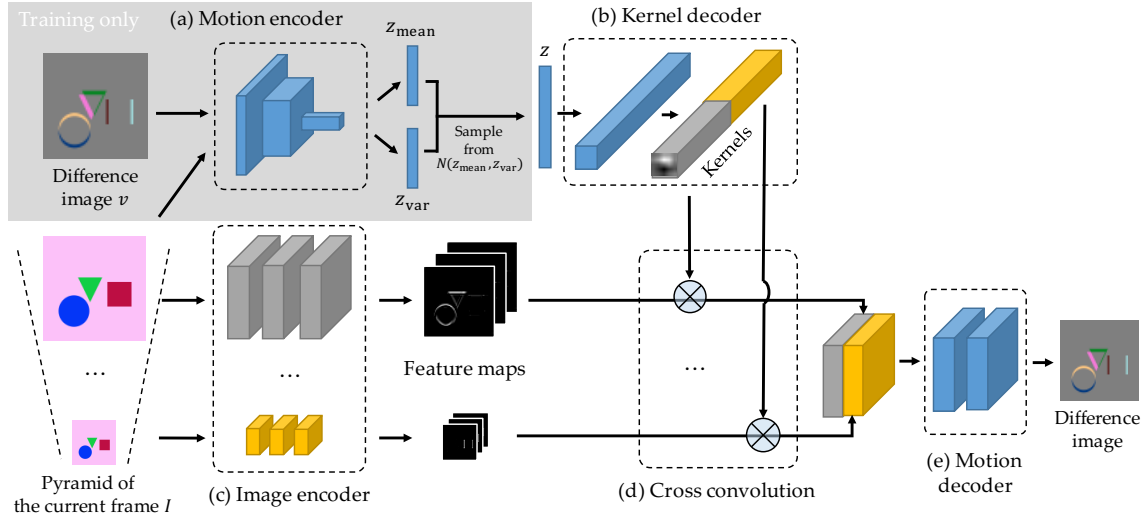 Training only
(a) Motion encoder
Difference
image v
z_mean
z_var
Sample
from
N(z_mean, z_var)
z
(b) Kernel decoder
Kernels
...
Pyramid of
the current frame I
...
(c) Image encoder
Feature maps
...
(d) Cross convolution
(e) Motion
decoder
Difference
image